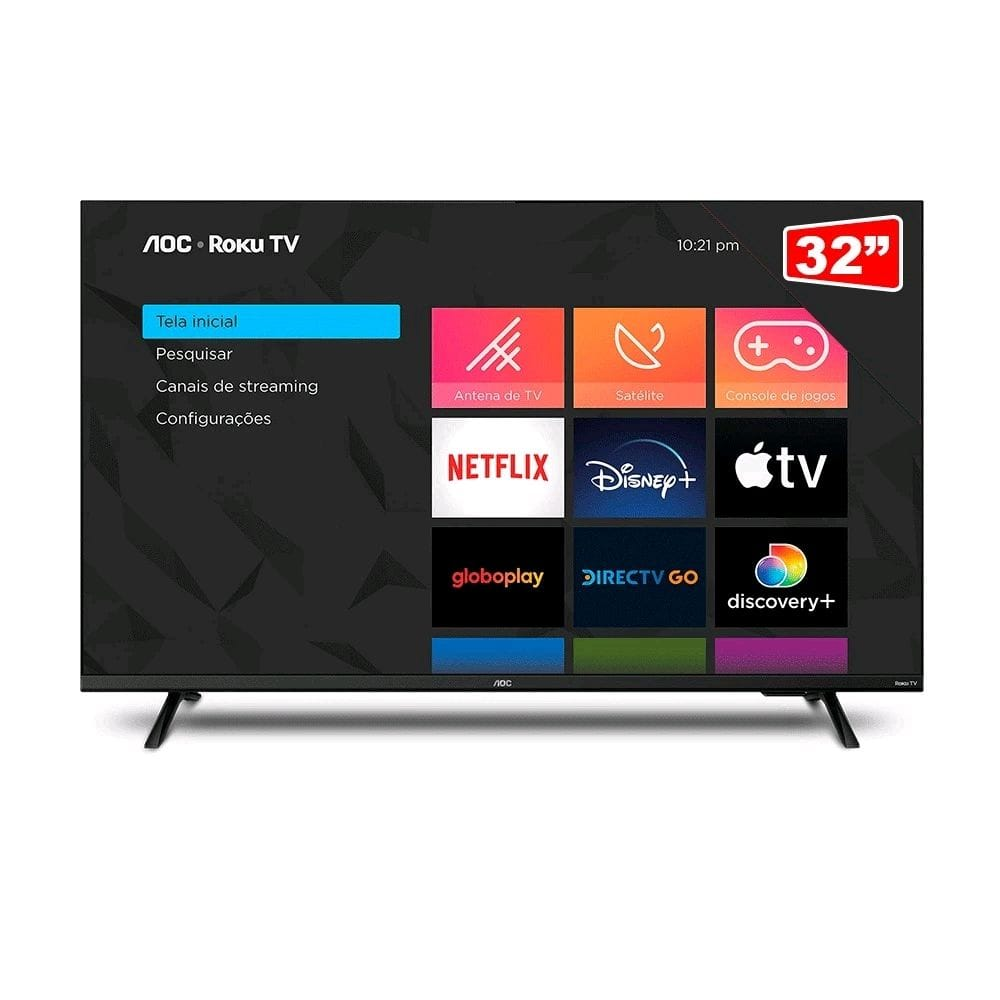 AOC • Roku TV
10:21 pm
32”
Tela inicial
Pesquisar
Canais de streaming
Configurações
Antena de TV
Satélite
Console de jogos
NETFLIX
Disney+
tv
globoplay
DIRECTV GO
discovery+
AOC
Roku TV